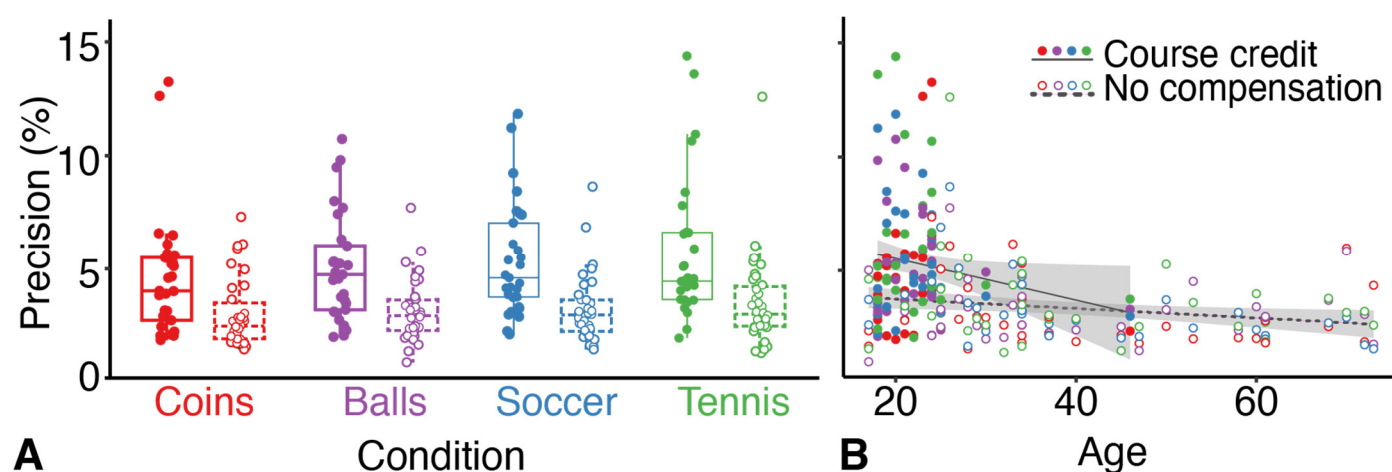 Precision (%)
15
10
5
0
Coins Balls Soccer Tennis
A Condition
Course credit
No compensation
20 40 60
B Age